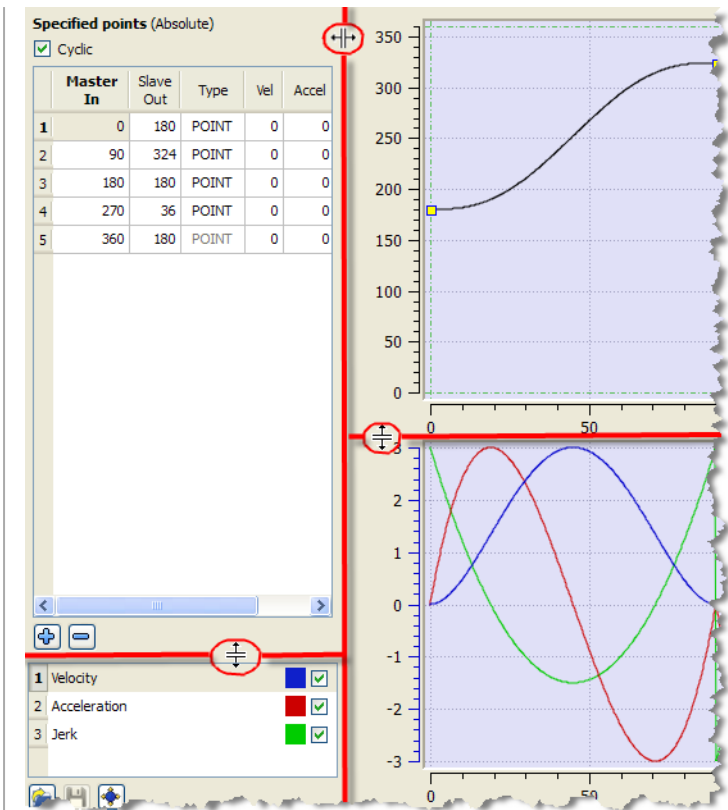 Specified points (Absolute)
Cyclic
Master In Slave Out Type Vel Accel
1 0 180 POINT 0 0
2 90 324 POINT 0 0
3 180 180 POINT 0 0
4 270 36 POINT 0 0
5 360 180 POINT 0 0
1 Velocity
2 Acceleration
3 Jerk
350
300
250
200
150
100
50
0
0 50
3
2
1
0
-1
-2
-3
0 50